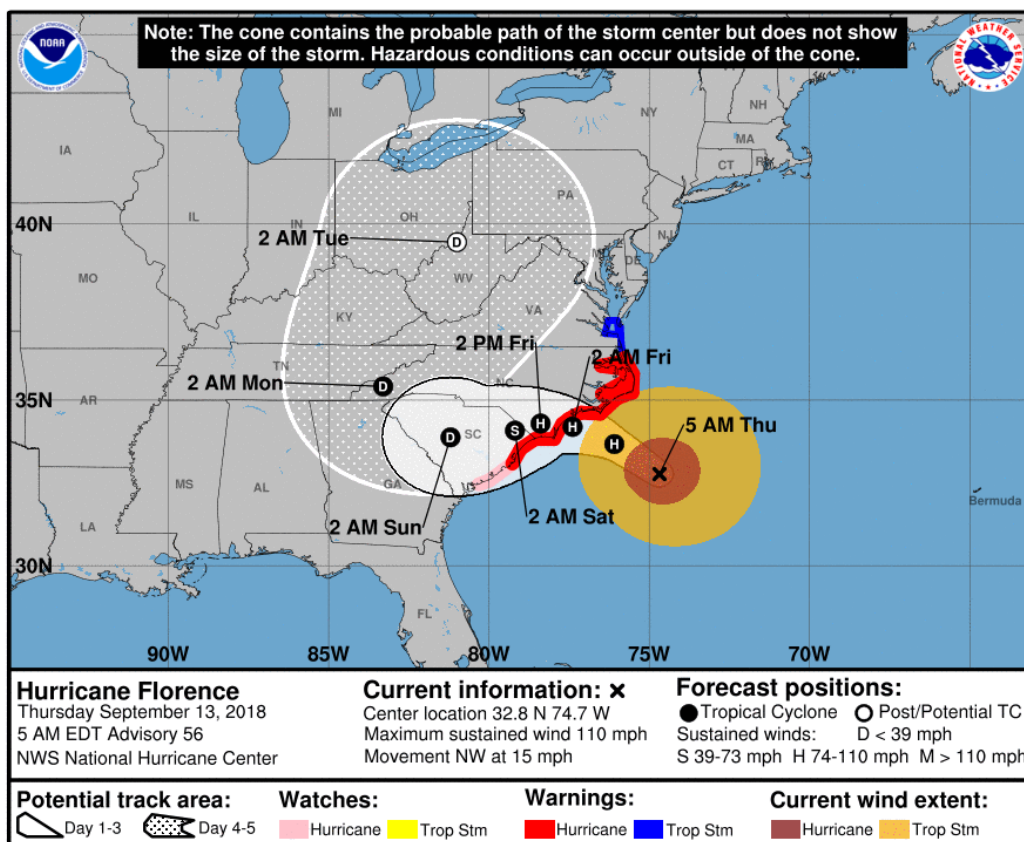 Note: The cone contains the probable path of the storm center but does not show
the size of the storm. Hazardous conditions can occur outside of the cone.
NOAA
NATIONAL WEATHER SERVICE
MI
NY
NH
MA
CT
RI
IA
PA
40N
IL
IN
OH
NJ
2 AM Tue
DE
MO
D
WV
KY
VA
2 PM Fri
2 AM Fri
TN
2 AM Mon
D
NC
35N
AR
5 AM Thu
H
H
H
S
D
SC
MS
AL
GA
Bermuda
LA
2 AM Sun
2 AM Sat
30N
FL
90W
85W
80W
75W
70W
Hurricane Florence
Thursday September 13, 2018
5 AM EDT Advisory 56
NWS National Hurricane Center
Current information: x
Center location 32.8 N 74.7 W
Maximum sustained wind 110 mph
Movement NW at 15 mph
Forecast positions:
Tropical Cyclone Post/Potential TC
Sustained winds: D < 39 mph
S 39-73 mph H 74-110 mph M > 110mph
Potential track area:
Day 1-3 Day 4-5
Watches:
Hurricane Trop Stm
Warnings:
Hurricane Trop Stm
Current wind extent:
Hurricane Trop Stm